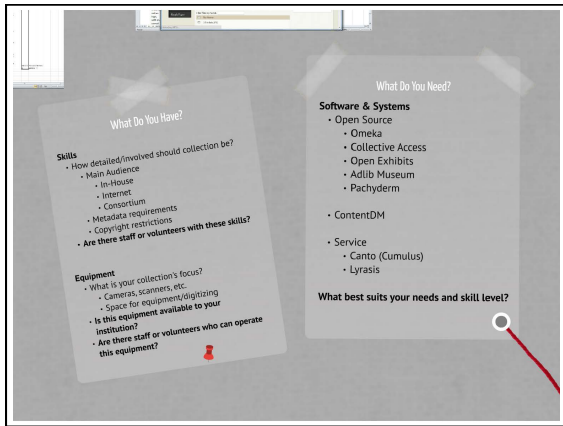 What Do You Have?
Skills
• How detailed/involved should collection be?
• Main Audience
• In-House
• Internet
• Consortium
• Metadata requirements
• Copyright restrictions
• Are there staff or volunteers with these skills?
Equipment
• What is your collection's focus?
• Cameras, scanners, etc.
• Space for equipment/digitizing
• Is this equipment available to your
institution?
• Are there staff or volunteers who can operate
this equipment?
What Do You Need?
Software & Systems
• Open Source
• Omeka
• Collective Access
• Open Exhibits
• Adlib Museum
• Pachyderm
• ContentDM
• Service
• Canto (Cumulus)
• Lyrasis
What best suits your needs and skill level?